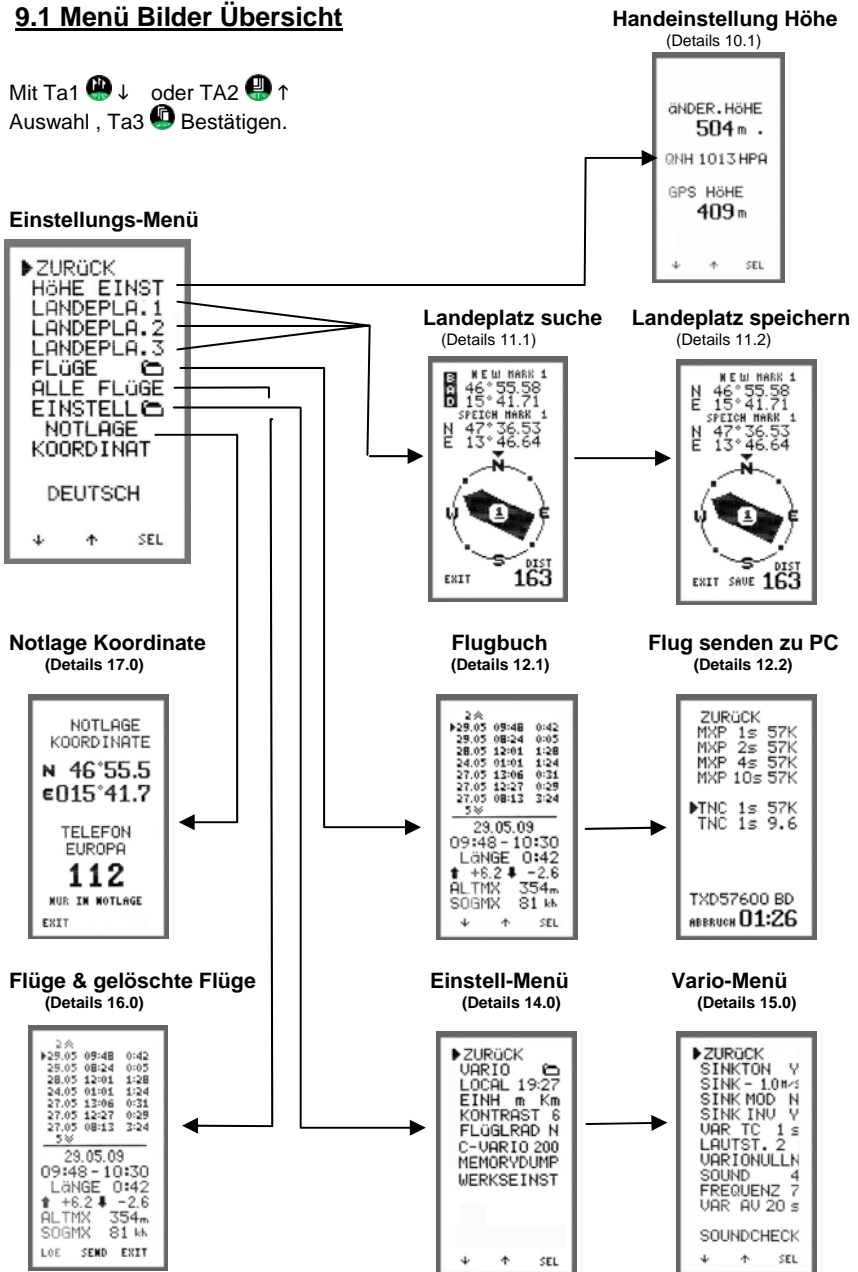 9.1 Menü Bilder Übersicht
Mit Ta1 ↓ oder TA2 ↑
Auswahl , Ta3 Bestätigen.
Handeinstellung Höhe
(Details 10.1)
äNDER.HöHE
504 m .
QNH 1013 HPA
GPS HöHE
409 m
↓ ↑ SEL
Einstellungs-Menü
ZURüCK
HöHE EINST
LANDEPLA.1
LANDEPLA.2
LANDEPLA.3
FLüGE
ALLE FLüGE
EINSTELL
NOTLAGE
KOORDINAT
DEUTSCH
↓ ↑ SEL
Landeplatz suche
(Details 11.1)
BAD
NEW MARK 1
46°55.58
15°41.71
SPEICH MARK 1
N 47°36.53
E 13°46.64
N
W 1 E
S
DIST
EXIT 163
Landeplatz speichern
(Details 11.2)
NEW MARK 1
N 46°55.58
E 15°41.71
SPEICH MARK 1
N 47°36.53
E 13°46.64
N
W 1 E
S
DIST
EXIT SAVE 163
Notlage Koordinate
(Details 17.0)
NOTLAGE
KOORDINATE
N 46°55.5
E015°41.7
TELEFON
EUROPA
112
NUR IN NOTLAGE
EXIT
Flugbuch
(Details 12.1)
2
29.05 09:48 0:42
29.05 08:24 0:05
28.05 12:01 1:28
24.05 01:01 1:24
27.05 13:06 0:31
27.05 12:27 0:29
27.05 08:13 3:24
5
29.05.09
09:48-10:30
LäNGE 0:42
+6.2 -2.6
ALTMX 354m
SOGMX 81 kh
↓ ↑ SEL
Flug senden zu PC
(Details 12.2)
ZURüCK
MXP 1s 57K
MXP 2s 57K
MXP 4s 57K
MXP 10s 57K
TNC 1s 57K
TNC 1s 9.6
TXD57600 BD
ABBRUCH 01:26
Flüge & gelöschte Flüge
(Details 16.0)
2
29.05 09:48 0:42
29.05 08:24 0:05
28.05 12:01 1:28
24.05 01:01 1:24
27.05 13:06 0:31
27.05 12:27 0:29
27.05 08:13 3:24
5
29.05.09
09:48-10:30
LäNGE 0:42
+6.2 -2.6
ALTMX 354m
SOGMX 81 kh
LOE SEND EXIT
Einstell-Menü
(Details 14.0)
ZURüCK
VARIO
LOCAL 19:27
EINH m Km
KONTRAST 6
FLüGLRAD N
C-VARIO 200
MEMORYDUMP
WERKSEINST
↓ ↑ SEL
Vario-Menü
(Details 15.0)
ZURüCK
SINKTON Y
SINK- 1.0 M/S
SINK MOD N
SINK INV Y
VAR TC 1 s
LAUTST. 2
VARIONULLN
SOUND 4
FREQUENZ 7
VAR AV 20 s
SOUNDCHECK
↓ ↑ SEL